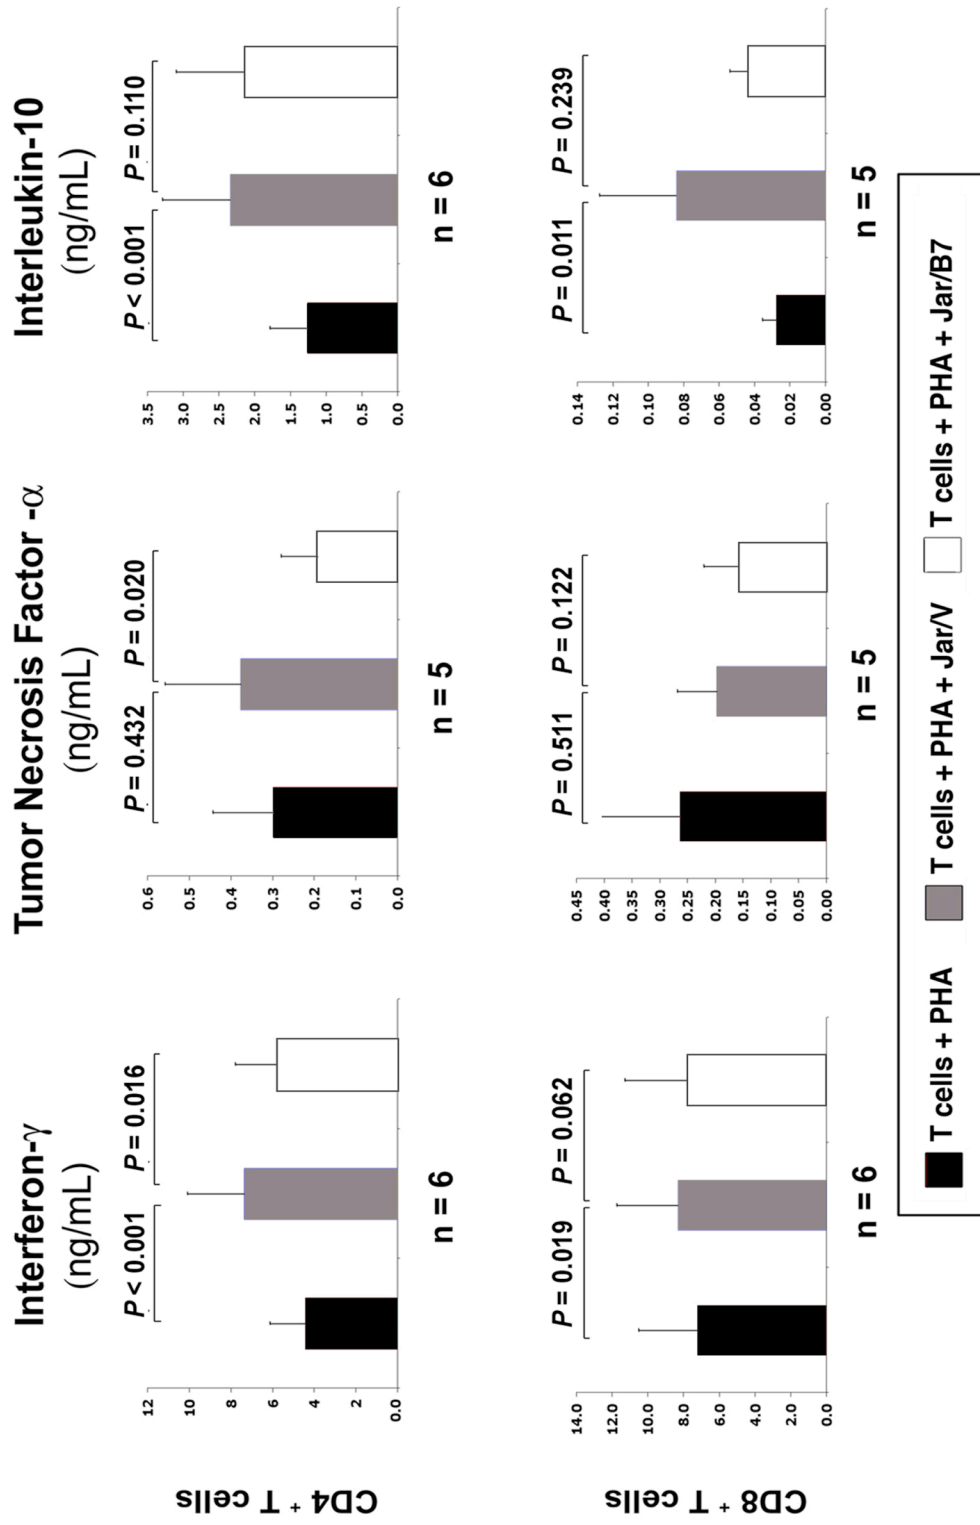 Interferon-γ
(ng/mL)
Tumor Necrosis Factor -α
(ng/mL)
Interleukin-10
(ng/mL)
CD4 + T cells
12
10
8
6
4
2
0.0
P < 0.001
P = 0.016
n = 6
0.6
0.5
0.4
0.3
0.2
0.1
0.0
P = 0.432
P = 0.020
n = 5
3.5
3.0
2.5
2.0
1.5
1.0
0.5
0.0
P < 0.001
P = 0.110
n = 6
CD8 + T cells
14.0
12.0
10.0
8.0
6.0
4.0
2.0
0.0
P = 0.019
P = 0.062
n = 6
0.45
0.40
0.35
0.30
0.25
0.20
0.15
0.10
0.05
0.00
P = 0.511
P = 0.122
n = 5
0.14
0.12
0.10
0.08
0.06
0.04
0.02
0.00
P = 0.011
P = 0.239
n = 5
T cells + PHA
T cells + PHA + Jar/V
T cells + PHA + Jar/B7